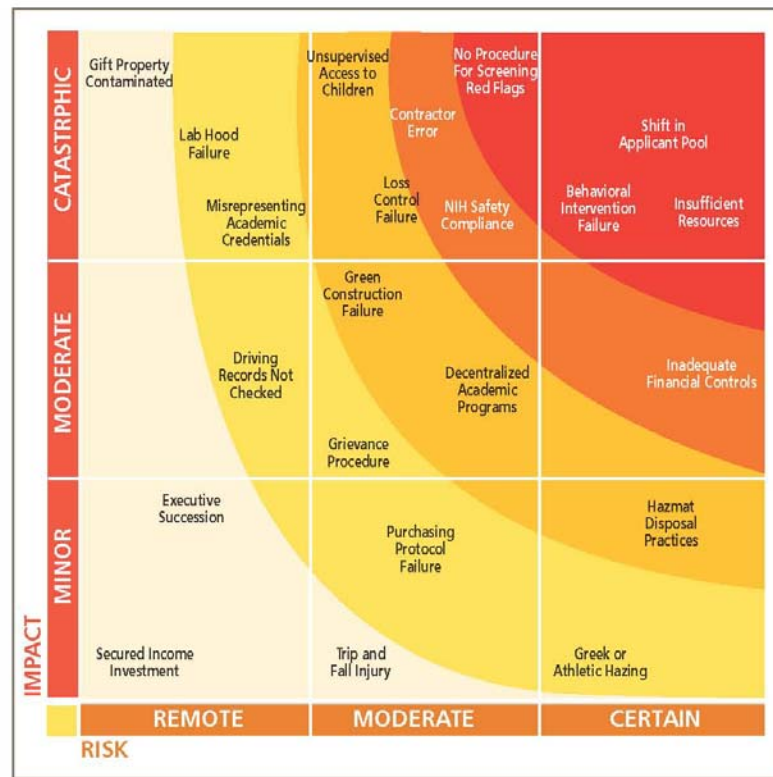 CATASTRPHIC
Gift Property
Contaminated
Lab Hood
Failure
Misrepresenting
Academic
Credentials
Unsupervised
Access to
Children
Contractor
Error
Loss
Control
Failure
No Procedure
For Screening
Red Flags
NIH Safety
Compliance
Shift in
Applicant Pool
Behavioral
Intervention
Failure
Insufficient
Resources
MODERATE
Driving
Records Not
Checked
Green
Construction
Failure
Grievance
Procedure
Decentralized
Academic
Programs
Inadequate
Financial Controls
MINOR
Executive
Succession
Secured Income
Investment
Purchasing
Protocol
Failure
Trip and
Fall Injury
Hazmat
Disposal
Practices
Greek or
Athletic Hazing
IMPACT
REMOTE
MODERATE
CERTAIN
RISK